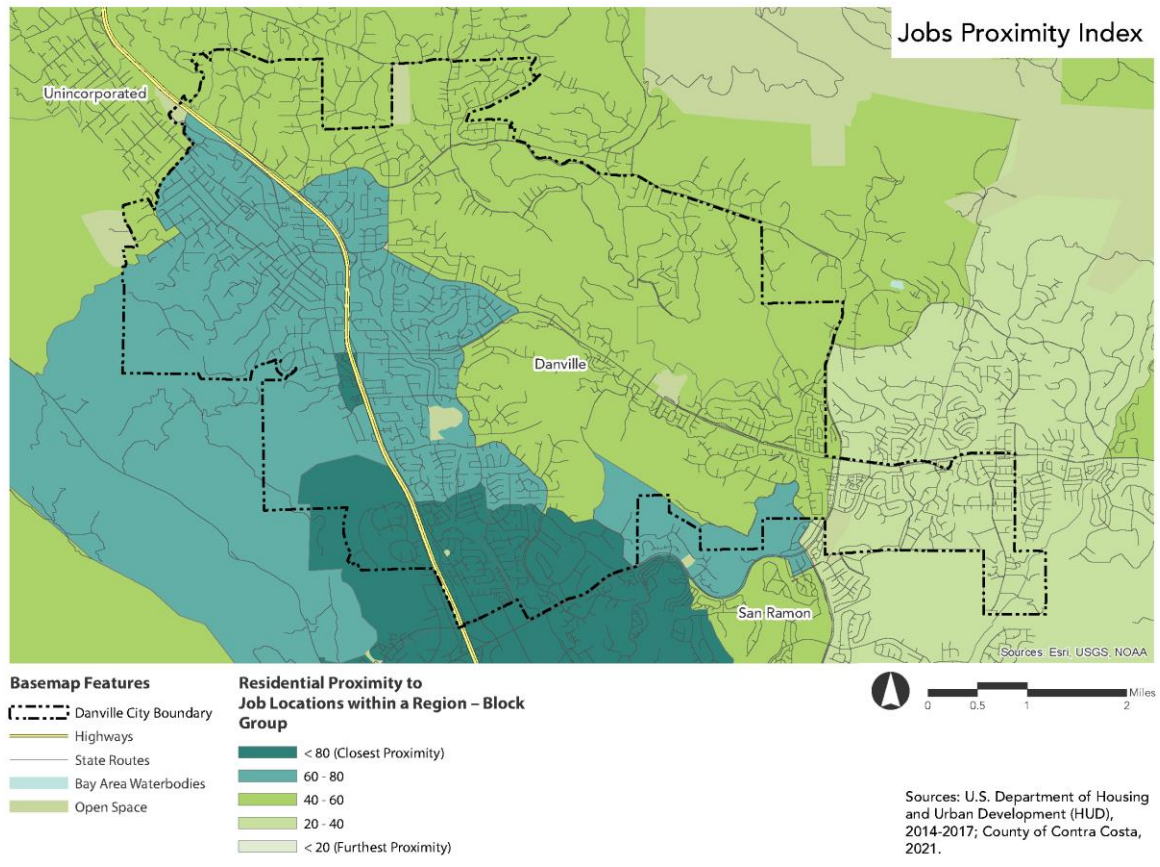 Jobs Proximity Index
Unincorporated
Danville
San Ramon
Sources: Esri, USGS, NOAA
Basemap Features
Danville City Boundary
Highways
State Routes
Bay Area Waterbodies
Open Space
Residential Proximity to
Job Locations within a Region – Block
Group
< 80 (Closest Proximity)
60 - 80
40 - 60
20 - 40
< 20 (Furthest Proximity)
Miles
0 0.5 1 2
Sources: U.S. Department of Housing
and Urban Development (HUD),
2014-2017; County of Contra Costa,
2021.